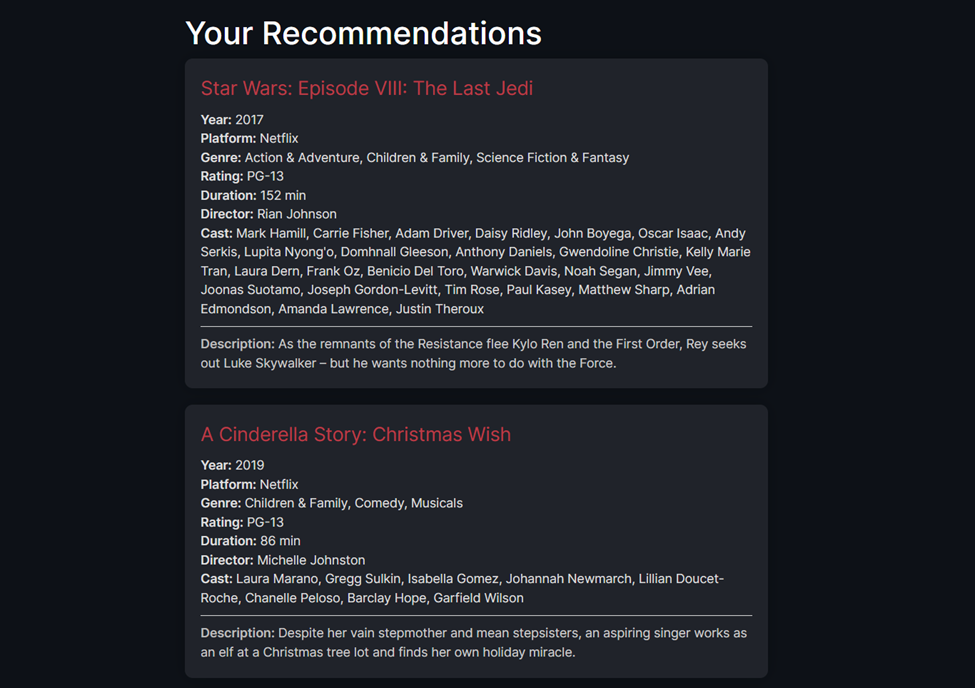 Your Recommendations
Star Wars: Episode VIII: The Last Jedi
Year: 2017
Platform: Netflix
Genre: Action & Adventure, Children & Family, Science Fiction & Fantasy
Rating: PG-13
Duration: 152 min
Director: Rian Johnson
Cast: Mark Hamill, Carrie Fisher, Adam Driver, Daisy Ridley, John Boyega, Oscar Isaac, Andy
Serkis, Lupita Nyong'o, Domhnall Gleeson, Anthony Daniels, Gwendoline Christie, Kelly Marie
Tran, Laura Dern, Frank Oz, Benicio Del Toro, Warwick Davis, Noah Segan, Jimmy Vee,
Joonas Suotamo, Joseph Gordon-Levitt, Tim Rose, Paul Kasey, Matthew Sharp, Adrian
Edmondson, Amanda Lawrence, Justin Theroux
Description: As the remnants of the Resistance flee Kylo Ren and the First Order, Rey seeks
out Luke Skywalker – but he wants nothing more to do with the Force.
A Cinderella Story: Christmas Wish
Year: 2019
Platform: Netflix
Genre: Children & Family, Comedy, Musicals
Rating: PG-13
Duration: 86 min
Director: Michelle Johnston
Cast: Laura Marano, Gregg Sulkin, Isabella Gomez, Johannah Newmarch, Lillian Doucet-
Roche, Chanelle Peloso, Barclay Hope, Garfield Wilson
Description: Despite her vain stepmother and mean stepsisters, an aspiring singer works as
an elf at a Christmas tree lot and finds her own holiday miracle.